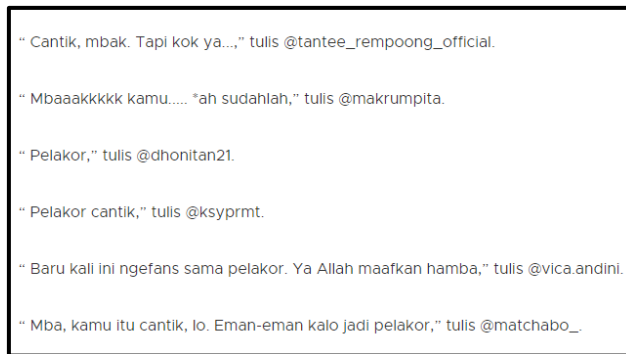 “ Cantik, mbak. Tapi kok ya...,” tulis @tantee_rempoong_official.
“ Mbaaakkkkk kamu..... *ah sudahlah,” tulis @makrumpita.
“ Pelakor,” tulis @dhonitan21.
“ Pelakor cantik,” tulis @ksyprmt.
“ Baru kali ini ngefans sama pelakor. Ya Allah maafkan hamba,” tulis @vica.andini.
“ Mba, kamu itu cantik, lo. Eman-eman kalo jadi pelakor,” tulis @matchabo_.